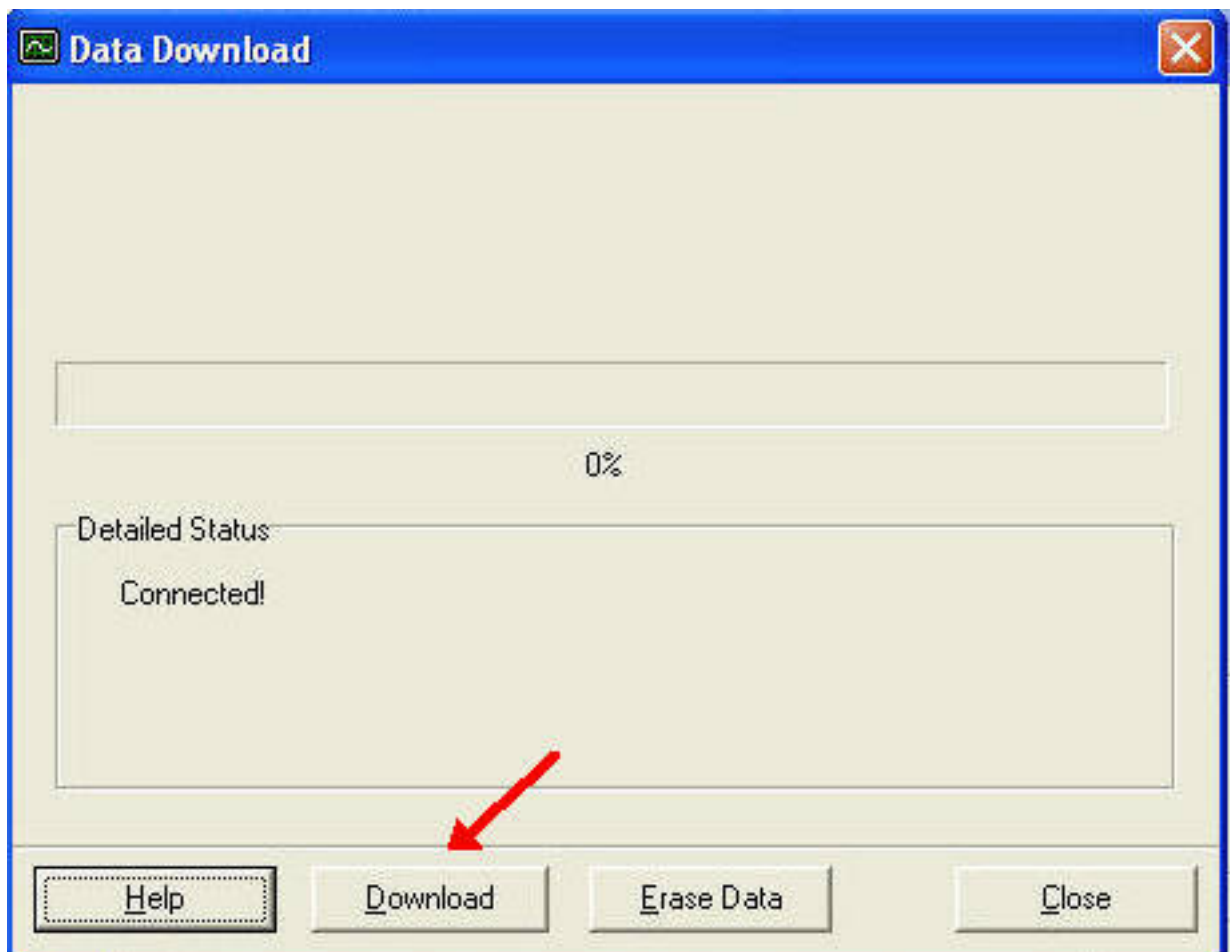 Data Download
0%
Detailed Status
Connected!
Help
Download
Erase Data
Close